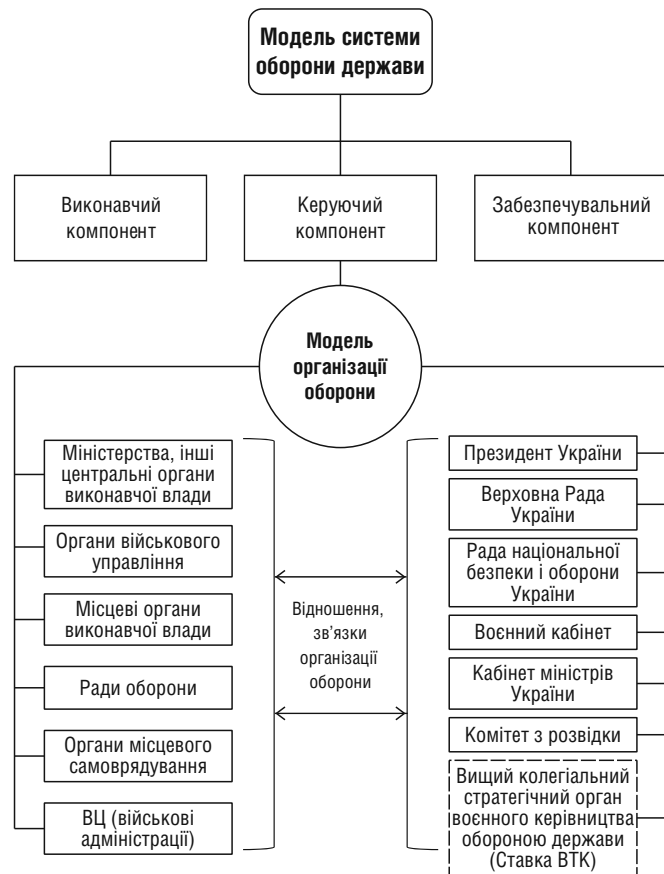 Модель системи
оборони держави
Виконавчий
компонент
Керуючий
компонент
Забезпечувальний
компонент
Модель
організації
оборони
Міністерства, інші
центральні органи
виконавчої влади
Органи військового
управління
Місцеві органи
виконавчої влади
Ради оборони
Органи місцевого
самоврядування
ВЦ (військові
адміністрації)
Відношення,
зв’язки
організації
оборони
Президент України
Верховна Рада
України
Рада національної
безпеки і оборони
України
Воєнний кабінет
Кабінет міністрів
України
Комітет з розвідки
Вищий колегіальний
стратегічний орган
воєнного керівництва
обороною держави
(Ставка ВТК)